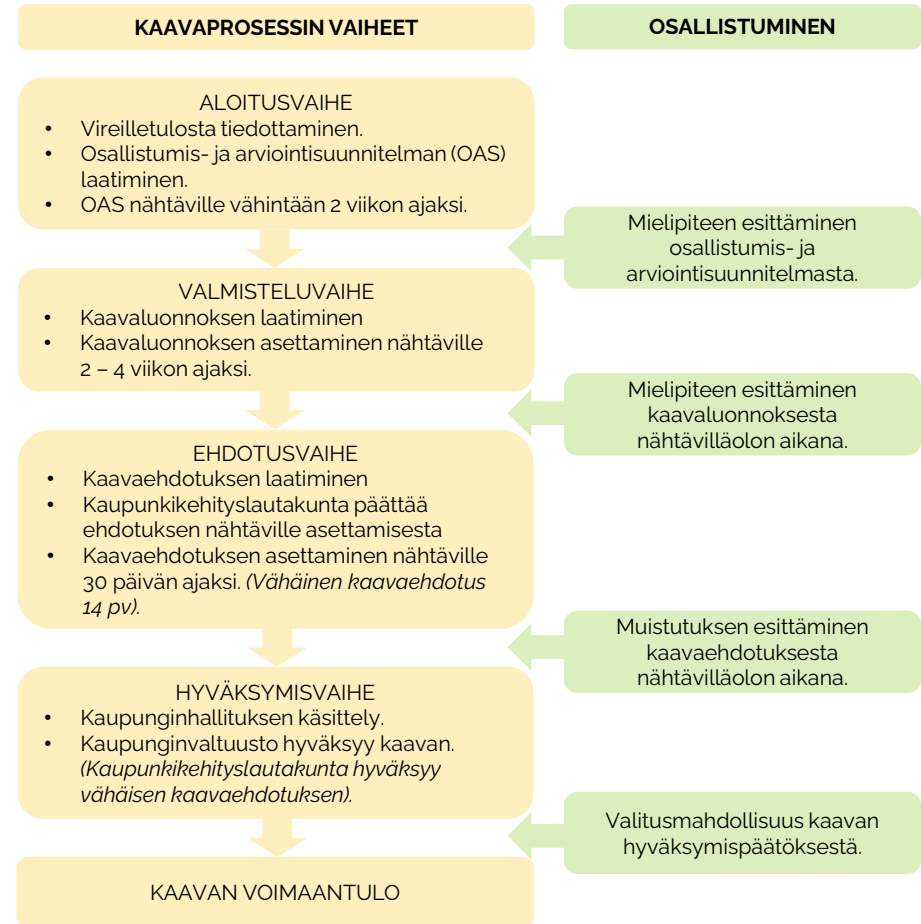 KAAVAPROSESSIN VAIHEET
OSALLISTUMINEN
ALOITUSVAIHE
• Vireilletulosta tiedottaminen.
• Osallistumis- ja arviointisuunnitelman (OAS)
laatiminen.
• OAS nähtäville vähintään 2 viikon ajaksi.
Mielipiteen esittäminen
osallistumis- ja
arviointisuunnitelmasta.
VALMISTELUVAIHE
• Kaavaluonnoksen laatiminen
• Kaavaluonnoksen asettaminen nähtäville
2 – 4 viikon ajaksi.
Mielipiteen esittäminen
kaavaluonnoksesta
nähtävilläolon aikana.
EHDOTUSVAIHE
• Kaavaehdotuksen laatiminen
• Kaupunkikehityslautakunta päättää
ehdotuksen nähtäville asettamisesta
• Kaavaehdotuksen asettaminen nähtäville
30 päivän ajaksi. (Vähäinen kaavaehdotus
14 pv).
Muistutuksen esittäminen
kaavaehdotuksesta
nähtävilläolon aikana.
HYVÄKSYMISVAIHE
• Kaupunginhallituksen käsittely.
• Kaupunginvaltuusto hyväksyy kaavan.
(Kaupunkikehityslautakunta hyväksyy
vähäisen kaavaehdotuksen).
Valitusmahdollisuus kaavan
hyväksymispäätöksestä.
KAAVAN VOIMAANTULO